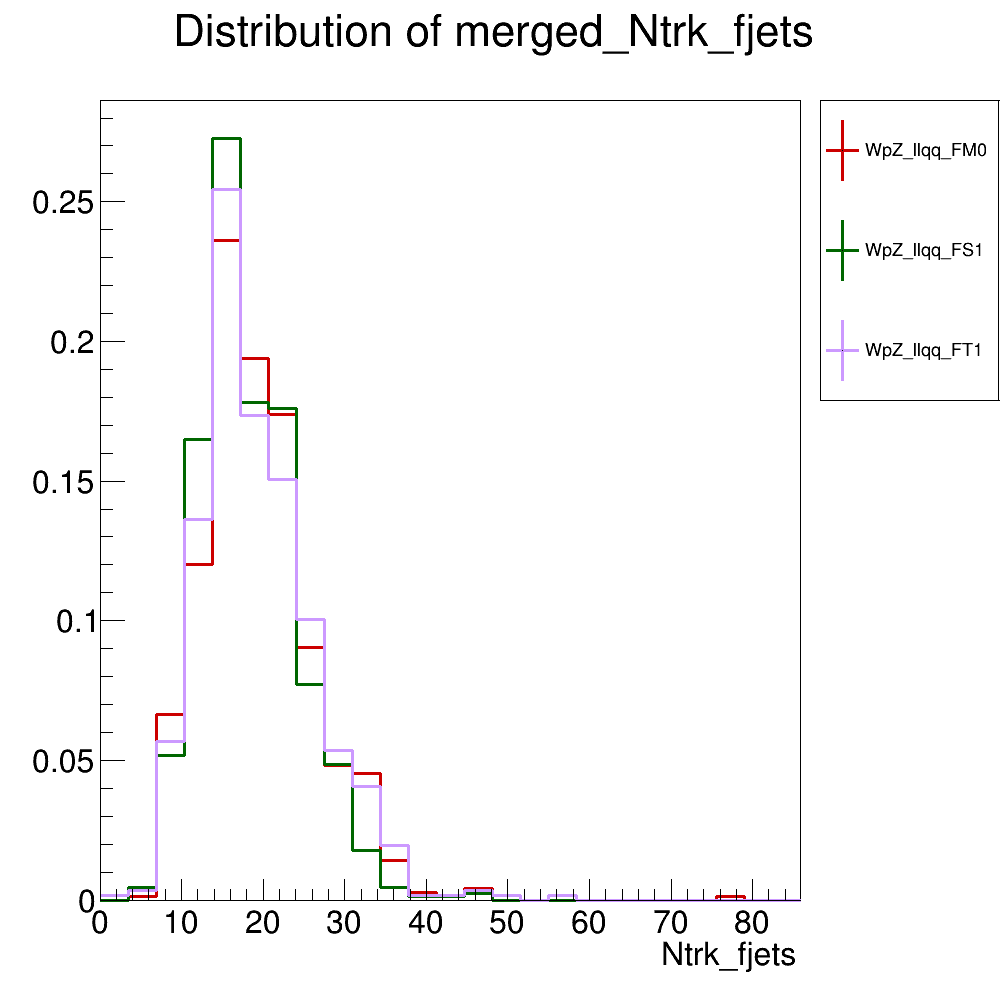 Distribution of merged_Ntrk_fjets
WpZ_llqq_FM0
WpZ_llqq_FS1
WpZ_llqq_FT1
0.25
0.2
0.15
0.1
0.05
0
0 10 20 30 40 50 60 70 80
Ntrk_fjets